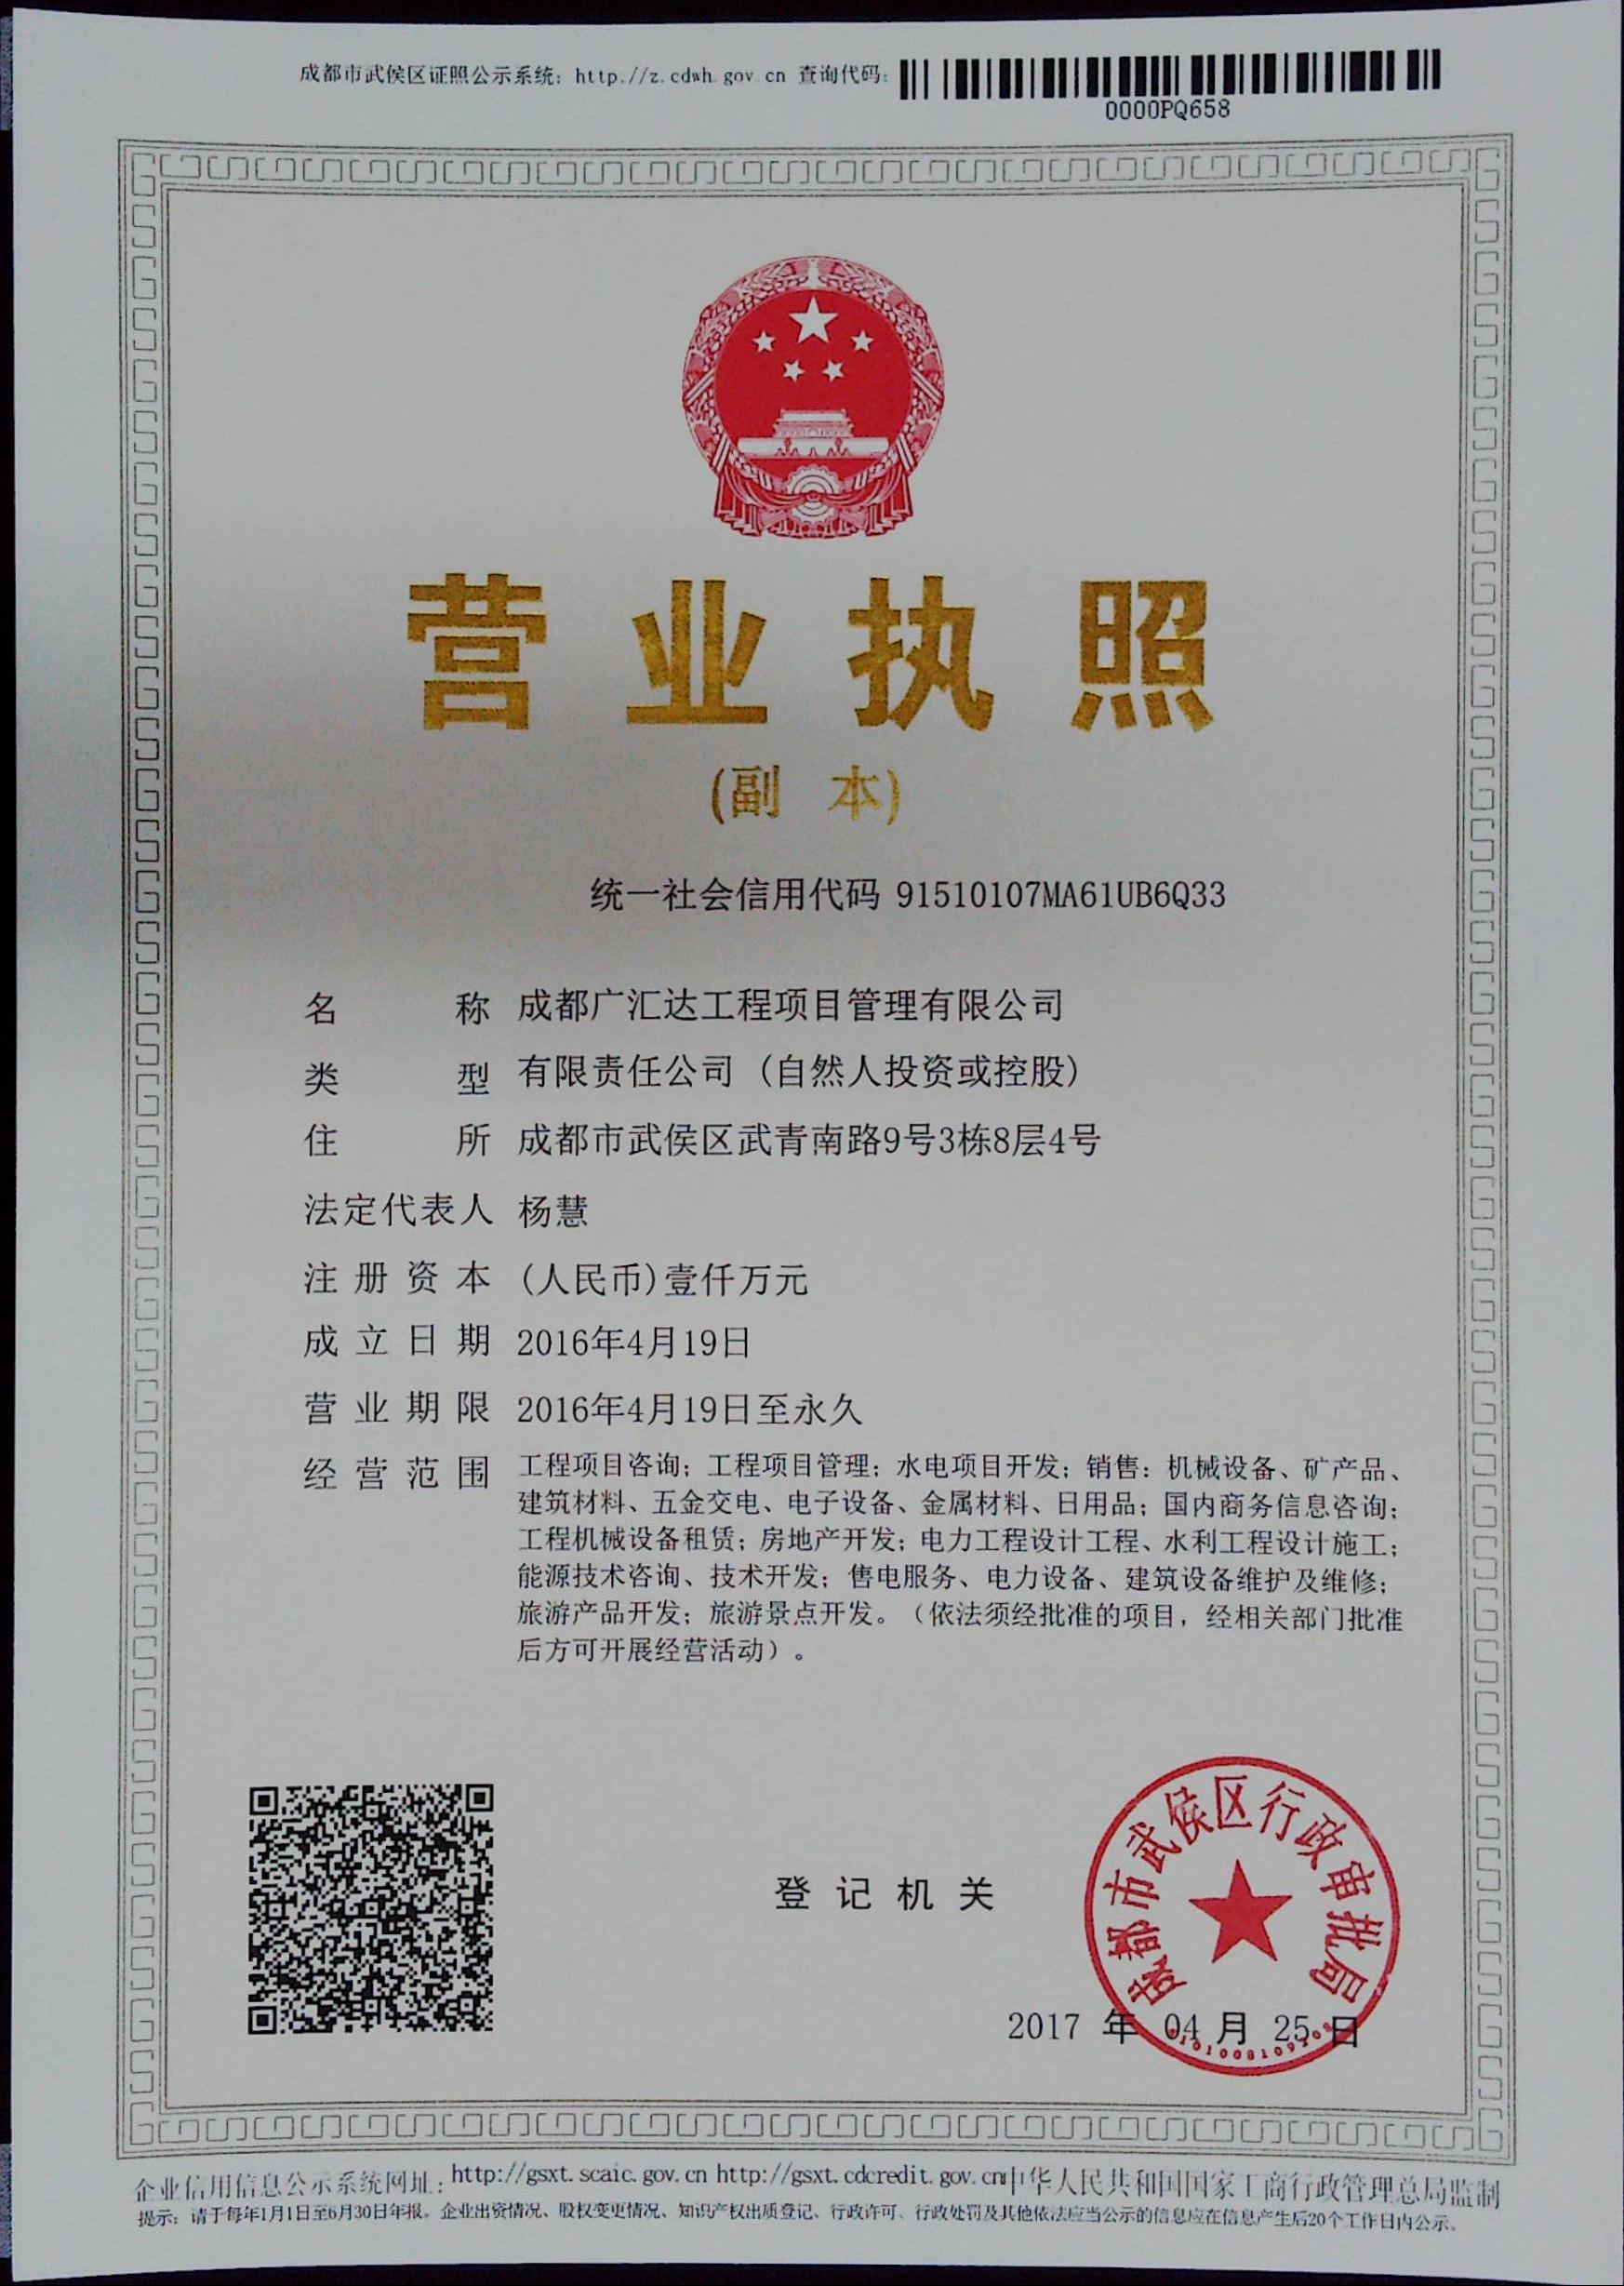 成都市武侯区证照公示系统: http://z.cdwh.gov.cn 查询代码:
0000PQ658
营业执照
(副 本)
统一社会信用代码 91510107MA61UB6Q33
名 称 成都广汇达工程项目管理有限公司
类 型 有限责任公司（自然人投资或控股）
住 所 成都市武侯区武青南路9号3栋8层4号
法定代表人 杨慧
注册资本 (人民币)壹仟万元
成立日期 2016年4月19日
营业期限 2016年4月19日至永久
经营范围 工程项目咨询；工程项目管理；水电项目开发；销售：机械设备、矿产品、
建筑材料、五金交电、电子设备、金属材料、日用品；国内商务信息咨询；
工程机械设备租赁；房地产开发；电力工程设计工程、水利工程设计施工；
能源技术咨询、技术开发；售电服务、电力设备、建筑设备维护及维修；
旅游产品开发；旅游景点开发。（依法须经批准的项目，经相关部门批准
后方可开展经营活动）。
成都市武侯区行政审批局
登记机关
2017 年 04 月 25 日
企业信用信息公示系统网址: http://gsxt.scaic.gov.cn http://gsxt.cdcredit.gov.cn 中华人民共和国国家工商行政管理总局监制
提示: 请于每年1月1日至6月30日年报。企业出资情况、股权变更情况、知识产权出质登记、行政许可、行政处罚及其他依法应当公示的信息应在信息产生后20个工作日内公示。